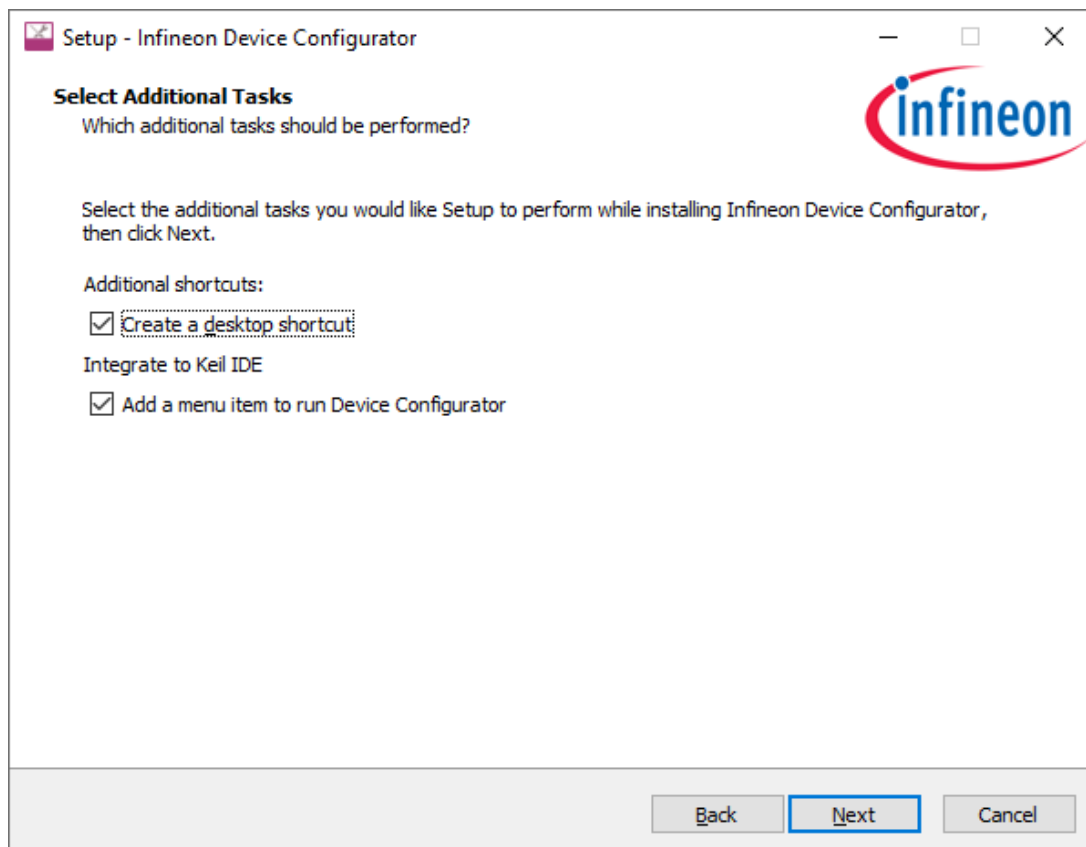 Setup - Infineon Device Configurator
Select Additional Tasks
Which additional tasks should be performed?
infineon
Select the additional tasks you would like Setup to perform while installing Infineon Device Configurator,
then click Next.
Additional shortcuts:
Create a desktop shortcut
Integrate to Keil IDE
Add a menu item to run Device Configurator
Back Next Cancel